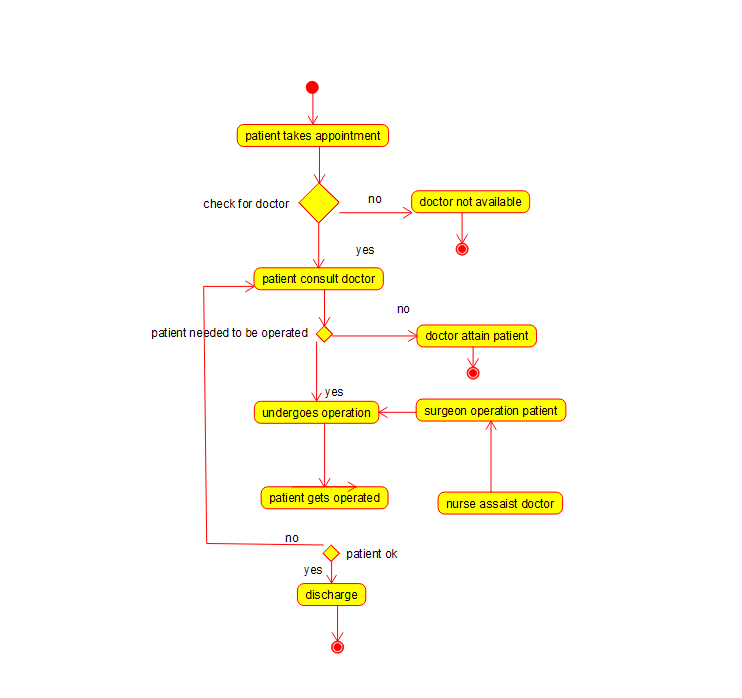 patient takes appointment
check for doctor
no
doctor not available
yes
patient consult doctor
no
patient needed to be operated
doctor attain patient
yes
undergoes operation
surgeon operation patient
patient gets operated
nurse assaist doctor
no
patient ok
yes
discharge